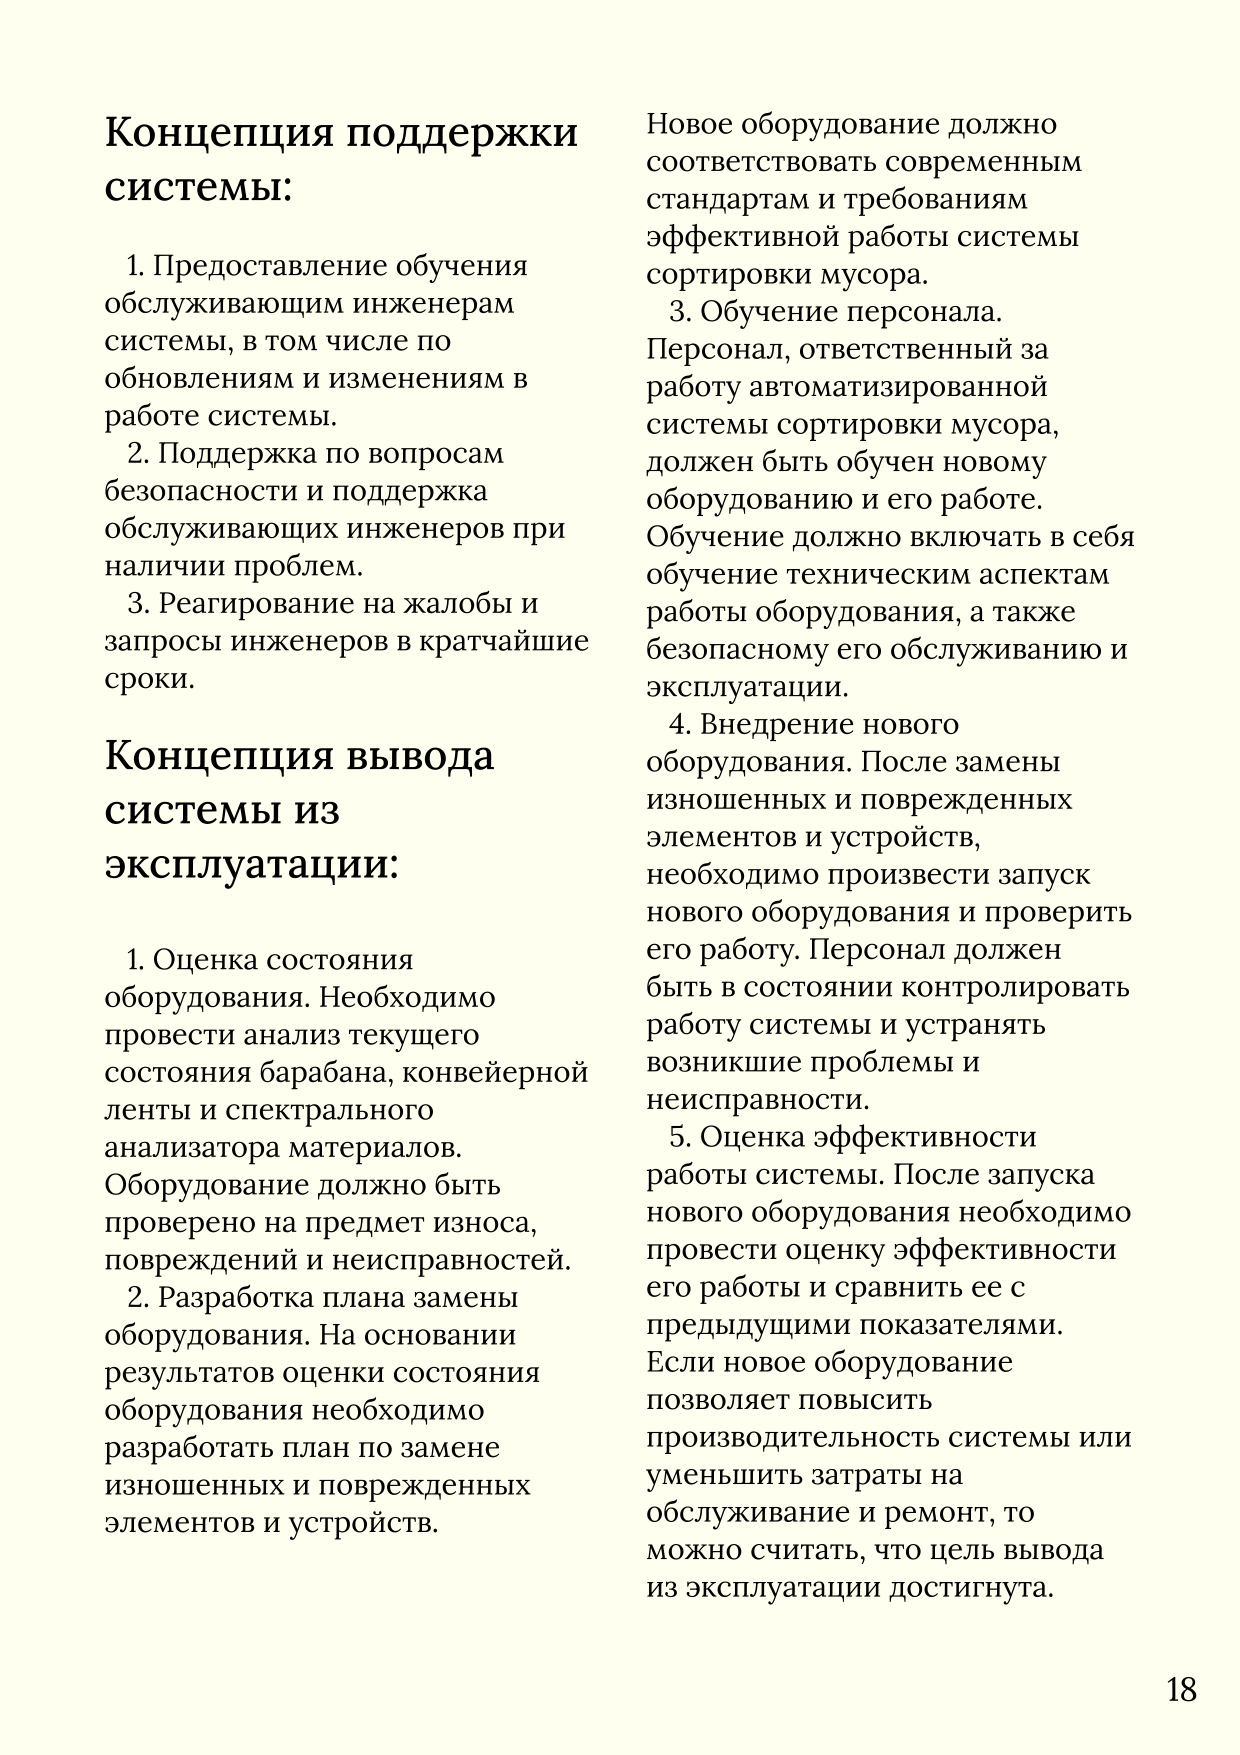 Концепция поддержки
системы:
1. Предоставление обучения
обслуживающим инженерам
системы, в том числе по
обновлениям и изменениям в
работе системы.
2. Поддержка по вопросам
безопасности и поддержка
обслуживающих инженеров при
наличии проблем.
3. Реагирование на жалобы и
запросы инженеров в кратчайшие
сроки.
Концепция вывода
системы из
эксплуатации:
1. Оценка состояния
оборудования. Необходимо
провести анализ текущего
состояния барабана, конвейерной
ленты и спектрального
анализатора материалов.
Оборудование должно быть
проверено на предмет износа,
повреждений и неисправностей.
2. Разработка плана замены
оборудования. На основании
результатов оценки состояния
оборудования необходимо
разработать план по замене
изношенных и поврежденных
элементов и устройств.
Новое оборудование должно
соответствовать современным
стандартам и требованиям
эффективной работы системы
сортировки мусора.
3. Обучение персонала.
Персонал, ответственный за
работу автоматизированной
системы сортировки мусора,
должен быть обучен новому
оборудованию и его работе.
Обучение должно включать в себя
обучение техническим аспектам
работы оборудования, а также
безопасному его обслуживанию и
эксплуатации.
4. Внедрение нового
оборудования. После замены
изношенных и поврежденных
элементов и устройств,
необходимо произвести запуск
нового оборудования и проверить
его работу. Персонал должен
быть в состоянии контролировать
работу системы и устранять
возникшие проблемы и
неисправности.
5. Оценка эффективности
работы системы. После запуска
нового оборудования необходимо
провести оценку эффективности
его работы и сравнить ее с
предыдущими показателями.
Если новое оборудование
позволяет повысить
производительность системы или
уменьшить затраты на
обслуживание и ремонт, то
можно считать, что цель вывода
из эксплуатации достигнута.
18